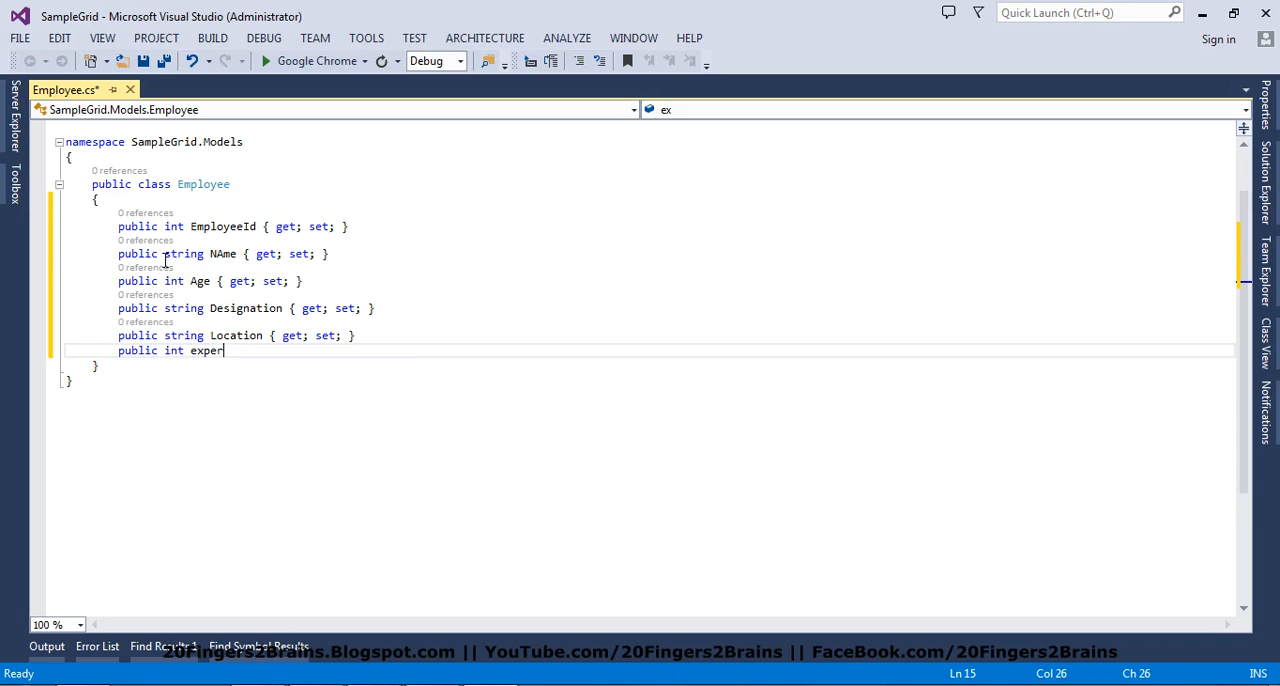 SampleGrid - Microsoft Visual Studio (Administrator)
Quick Launch (Ctrl+Q)
FILE EDIT VIEW PROJECT BUILD DEBUG TEAM TOOLS TEST ARCHITECTURE ANALYZE WINDOW HELP
Sign in
Google Chrome Debug
Employee.cs*
SampleGrid.Models.Employee ex
Server Explorer
Toolbox
namespace SampleGrid.Models
{
0 references
public class Employee
{
0 references
public int EmployeeId { get; set; }
0 references
public string NAme { get; set; }
0 references
public int Age { get; set; }
0 references
public string Designation { get; set; }
0 references
public string Location { get; set; }
public int exper
}
}
Properties
Solution Explorer
Team Explorer
Class View
Notifications
100 %
Output Error List Find Results 1 Find Symbol Results
20Fingers2Brains.Blogspot.com || YouTube.com/20Fingers2Brains || FaceBook.com/20Fingers2Brains
Ready Ln 15 Col 26 Ch 26 INS